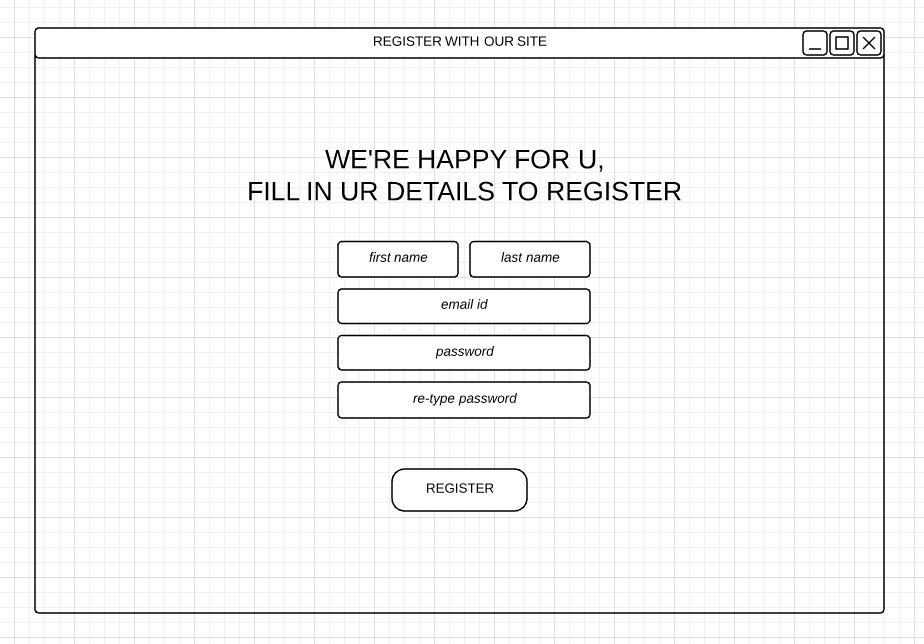 REGISTER WITH OUR SITE
WE'RE HAPPY FOR U,
FILL IN UR DETAILS TO REGISTER
first name last name
email id
password
re-type password
REGISTER